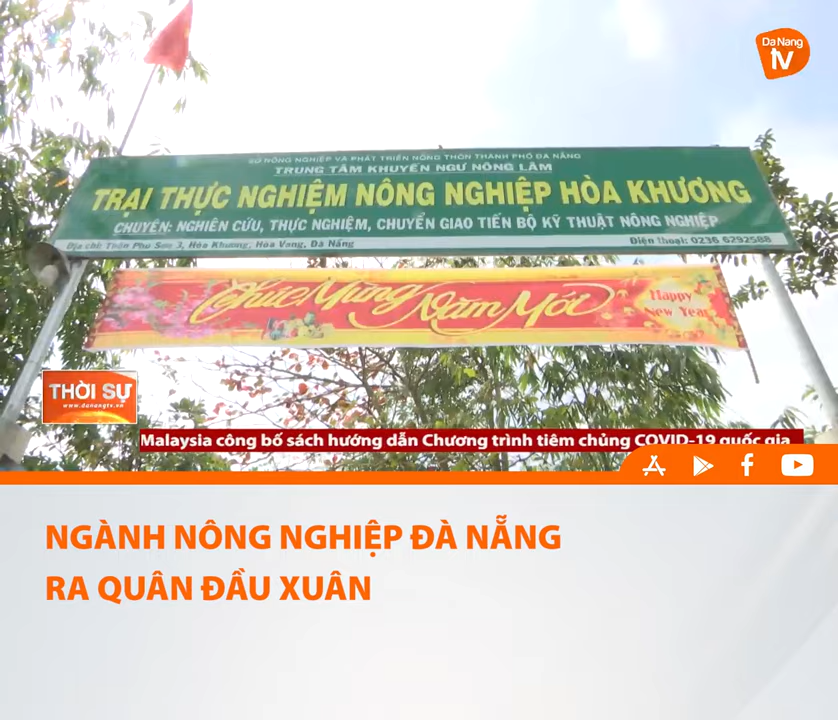 Da Nang
tv
SỞ NÔNG NGHIỆP VÀ PHÁT TRIỂN NÔNG THÔN THÀNH PHỐ ĐÀ NẴNG
TRUNG TÂM KHUYẾN NGƯ NÔNG LÂM
TRẠI THỰC NGHIỆM NÔNG NGHIỆP HÒA KHƯƠNG
CHUYÊN: NGHIÊN CỨU, THỰC NGHIỆM, CHUYỂN GIAO TIẾN BỘ KỸ THUẬT NÔNG NGHIỆP
Địa chỉ: Thôn Phú Sơn 3, Hòa Khương, Hòa Vang, Đà Nẵng Điện thoại: 0236 6292588
Chúc Mừng Năm Mới
Happy
New Year
THỜI SỰ
www.danangtv.vn
Malaysia công bố sách hướng dẫn Chương trình tiêm chủng COVID-19 quốc gia
NGÀNH NÔNG NGHIỆP ĐÀ NẴNG
RA QUÂN ĐẦU XUÂN